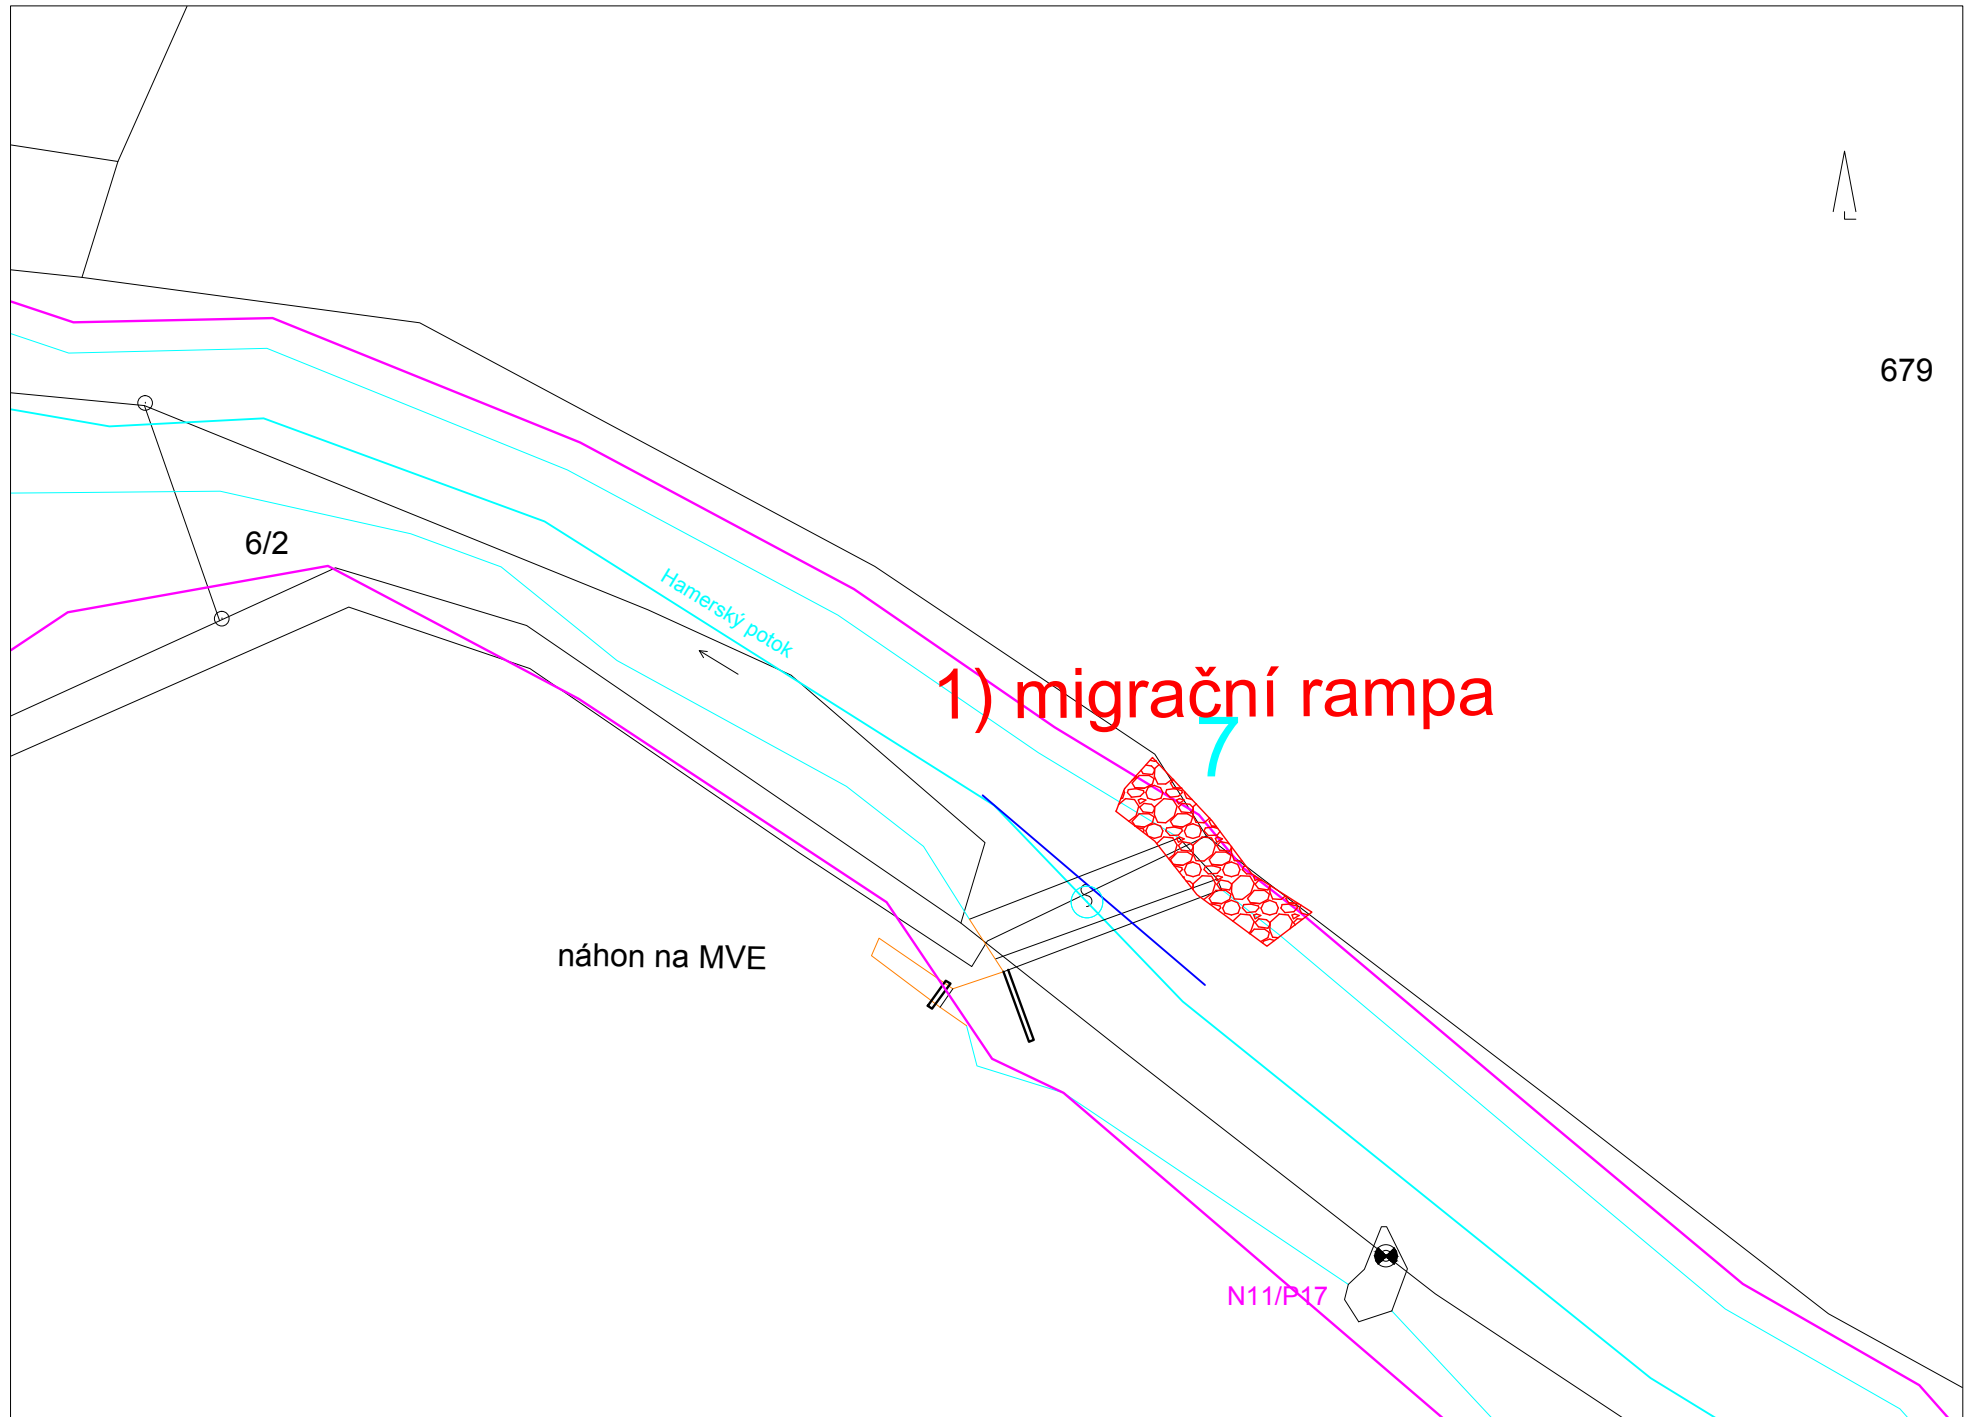 679
6/2
Hamerský potok
1) migrační rampa
7
náhon na MVE
N11/P17